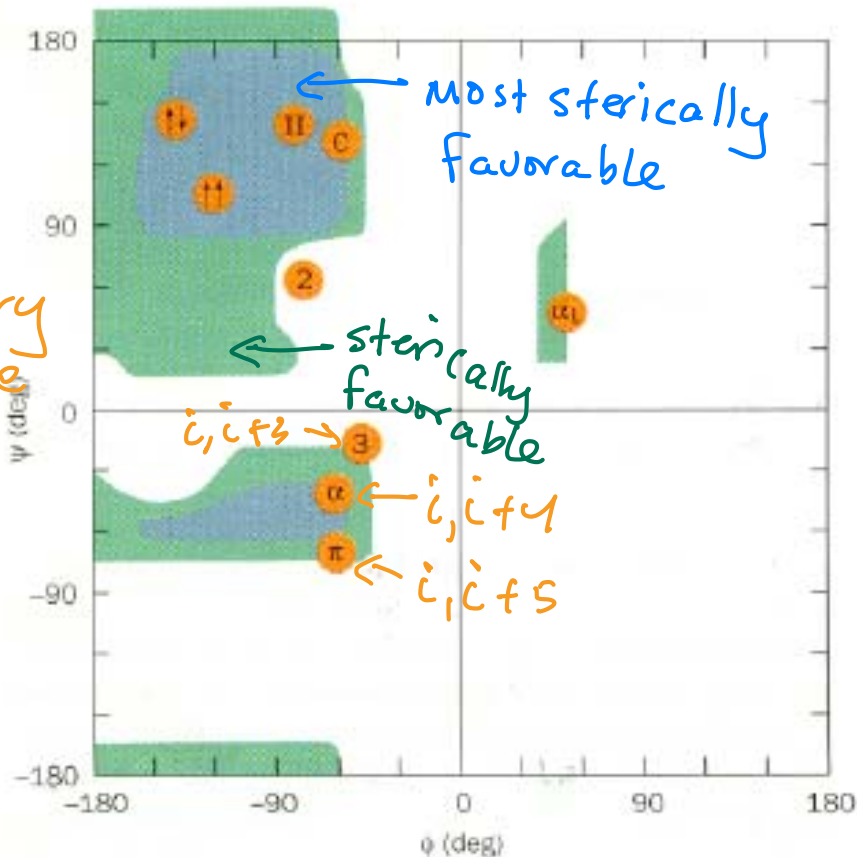 180
Most sterically
favorable
↑↓
II
C
↑↑
90
2
αL
ry
sterically
favorable
0
ψ (deg)
i, i+3
3
α
i, i+4
π
i, i+5
-90
-180
-180
-90
0
90
180
φ (deg)